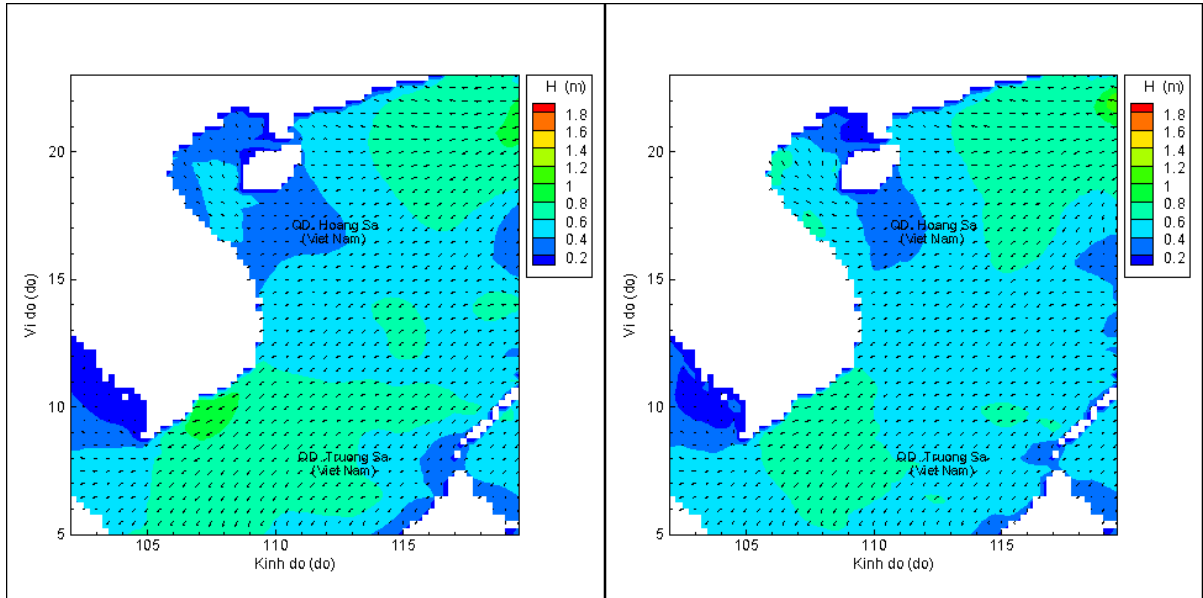 H (m)
1.8
1.6
1.4
1.2
1
0.8
0.6
0.4
0.2
20
15
10
5
Vi do (do)
QD. Hoang Sa
(Viet Nam)
QD. Truong Sa
(Viet Nam)
105
110
115
Kinh do (do)
H (m)
1.8
1.6
1.4
1.2
1
0.8
0.6
0.4
0.2
20
15
10
5
Vi do (do)
QD. Hoang Sa
(Viet Nam)
QD. Truong Sa
(Viet Nam)
105
110
115
Kinh do (do)